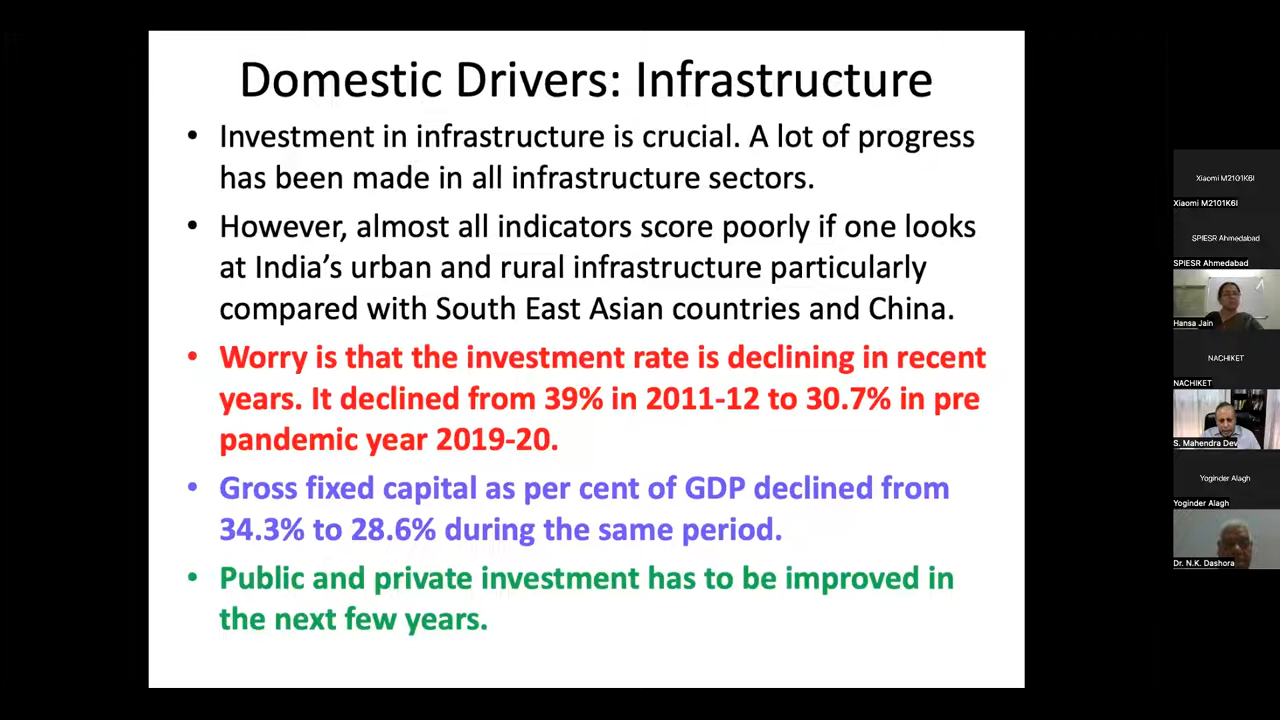 Domestic Drivers: Infrastructure
• Investment in infrastructure is crucial. A lot of progress
has been made in all infrastructure sectors.
• However, almost all indicators score poorly if one looks
at India’s urban and rural infrastructure particularly
compared with South East Asian countries and China.
• Worry is that the investment rate is declining in recent
years. It declined from 39% in 2011-12 to 30.7% in pre
pandemic year 2019-20.
• Gross fixed capital as per cent of GDP declined from
34.3% to 28.6% during the same period.
• Public and private investment has to be improved in
the next few years.
Xiaomi M2101K6I
Xiaomi M2101K6I
SPIESR Ahmedabad
SPIESR Ahmedabad
Hansa Jain
NACHIKET
NACHIKET
S. Mahendra Dev
Yoginder Alagh
Yoginder Alagh
Dr. N.K. Dashora